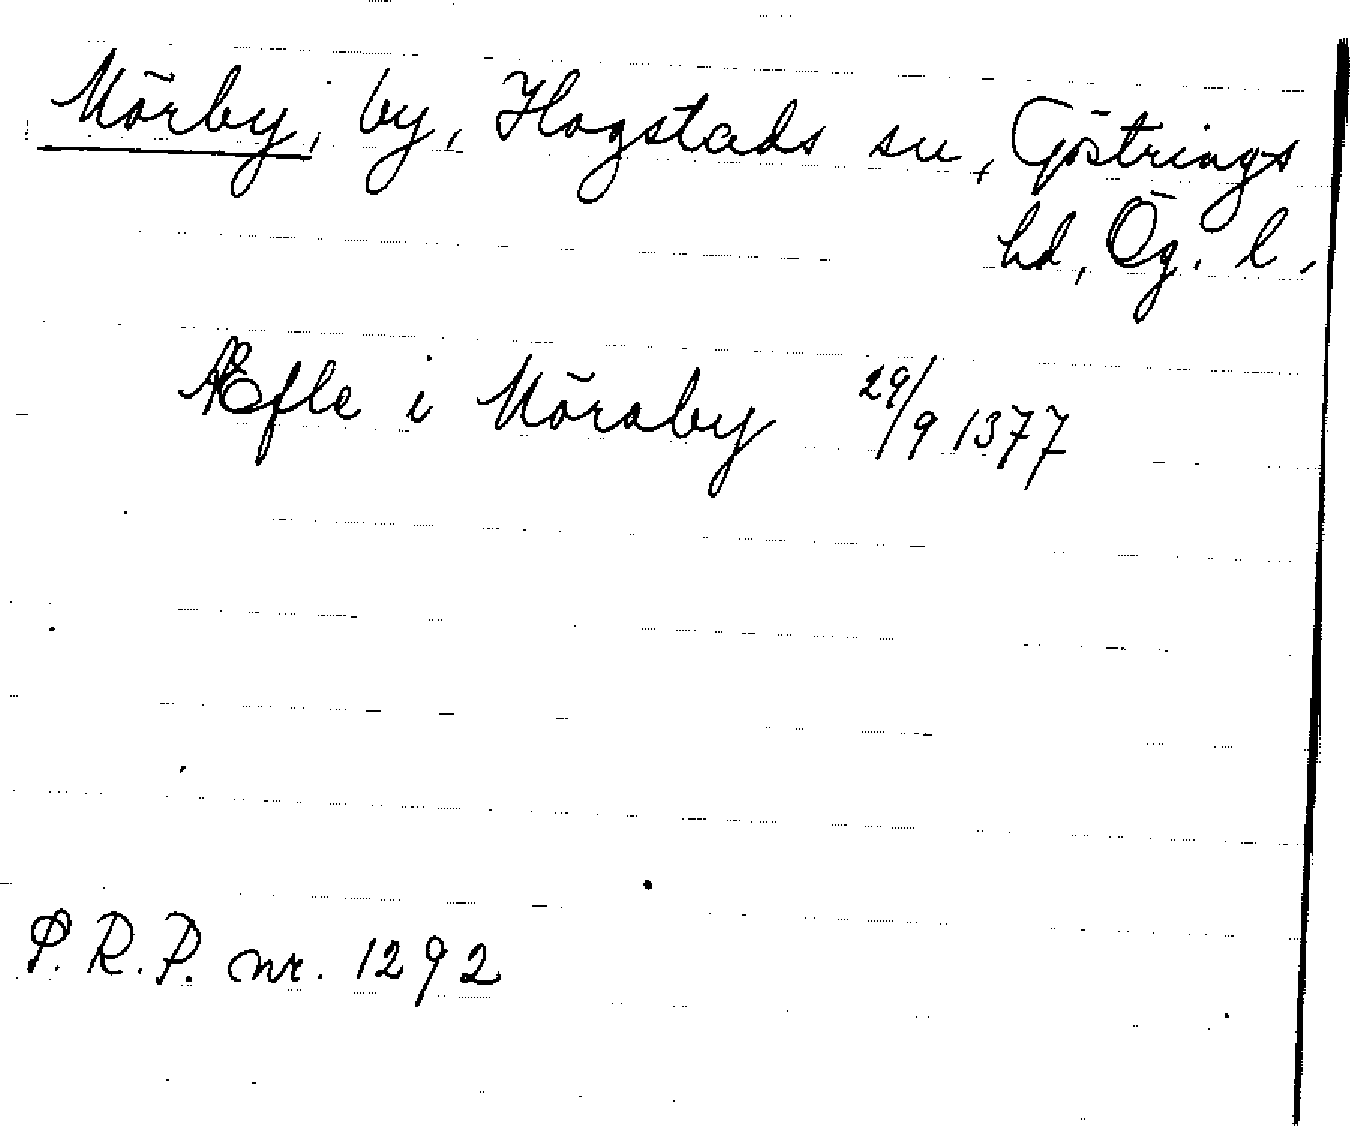 Mörby, by, Hogstads sn, Göstrings
hd, Ög. l.
Æfle i Möraby 29/9 1377
P.R.P. nr. 1292